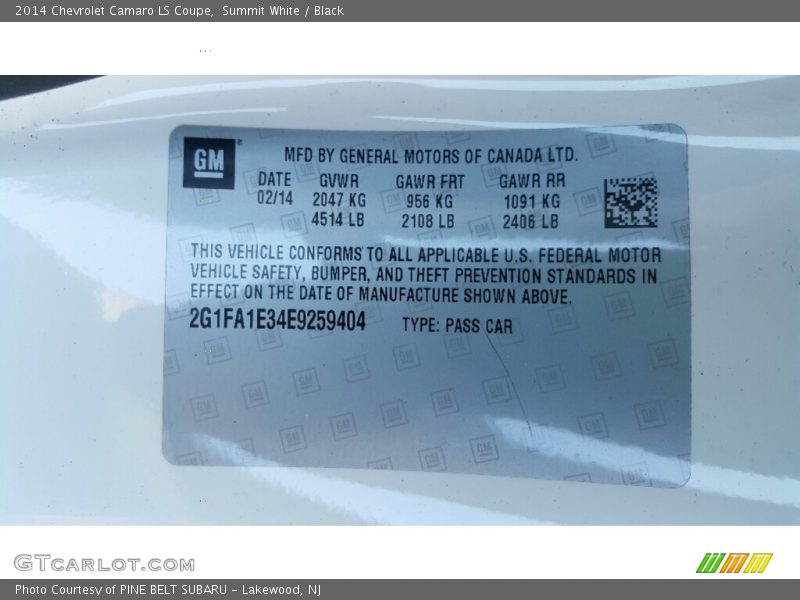 2014 Chevrolet Camaro LS Coupe,  Summit White / Black
GM
MFD BY GENERAL MOTORS OF CANADA LTD.
DATE GVWR GAWR FRT GAWR RR
02/14 2047 KG 956 KG 1091 KG
4514 LB 2108 LB 2406 LB
THIS VEHICLE CONFORMS TO ALL APPLICABLE U.S. FEDERAL MOTOR
VEHICLE SAFETY, BUMPER, AND THEFT PREVENTION STANDARDS IN
EFFECT ON THE DATE OF MANUFACTURE SHOWN ABOVE.
2G1FA1E34E9259404 TYPE: PASS CAR
GTCARLOT.COM
Photo Courtesy of PINE BELT SUBARU - Lakewood, NJ